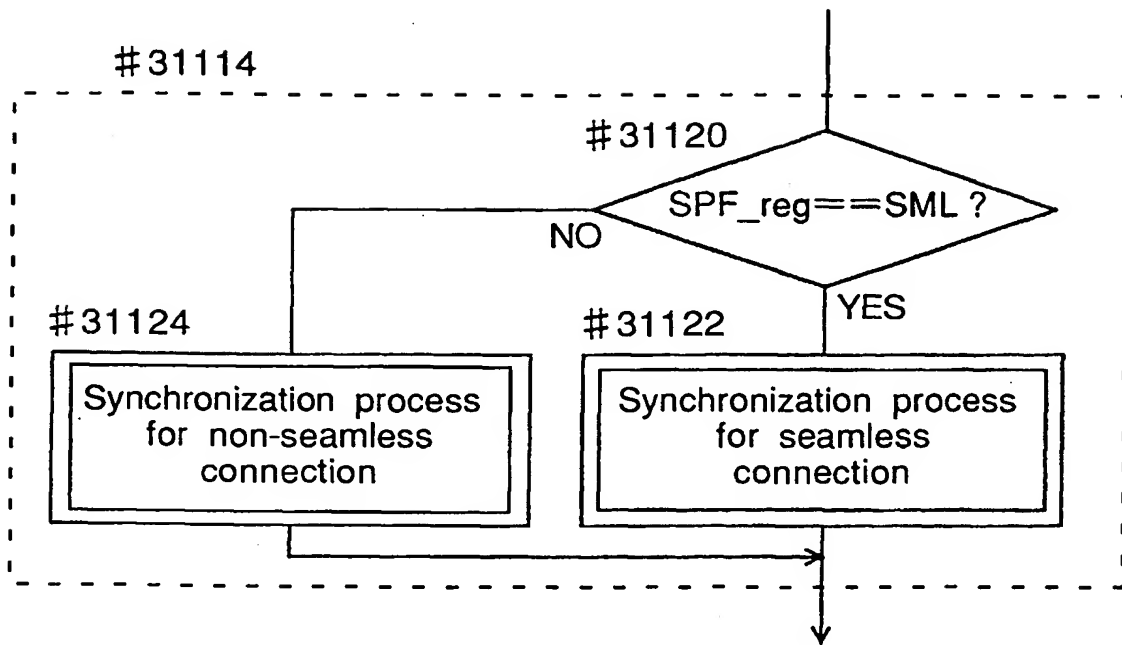 #31114
#31120
SPF_reg==SML ?
NO
YES
#31124
#31122
Synchronization process
for non-seamless
connection
Synchronization process
for seamless
connection